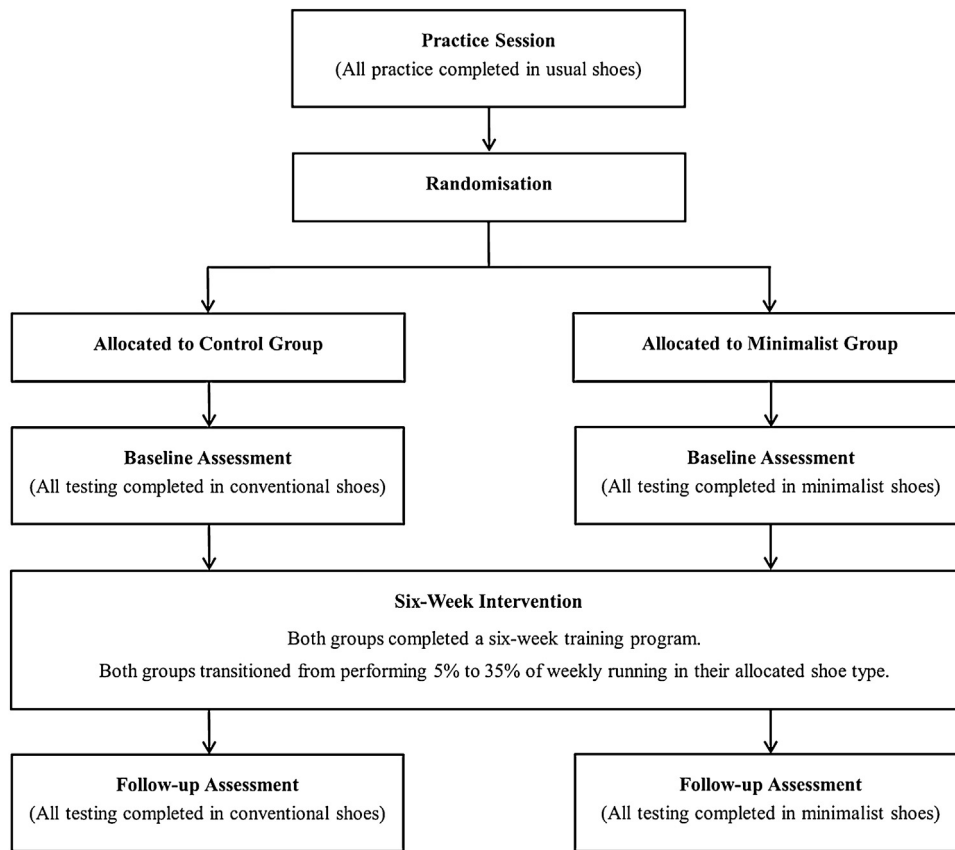 Practice Session
(All practice completed in usual shoes)
Randomisation
Allocated to Control Group
Allocated to Minimalist Group
Baseline Assessment
(All testing completed in conventional shoes)
Baseline Assessment
(All testing completed in minimalist shoes)
Six-Week Intervention
Both groups completed a six-week training program.
Both groups transitioned from performing 5% to 35% of weekly running in their allocated shoe type.
Follow-up Assessment
(All testing completed in conventional shoes)
Follow-up Assessment
(All testing completed in minimalist shoes)